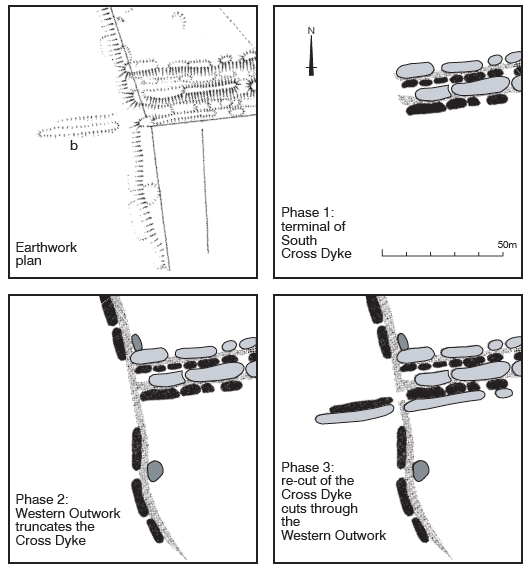 b
Earthwork
plan
N
Phase 1:
terminal of
South
Cross Dyke
50m
Phase 2:
Western Outwork
truncates the
Cross Dyke
Phase 3:
re-cut of the
Cross Dyke
cuts through
the
Western Outwork